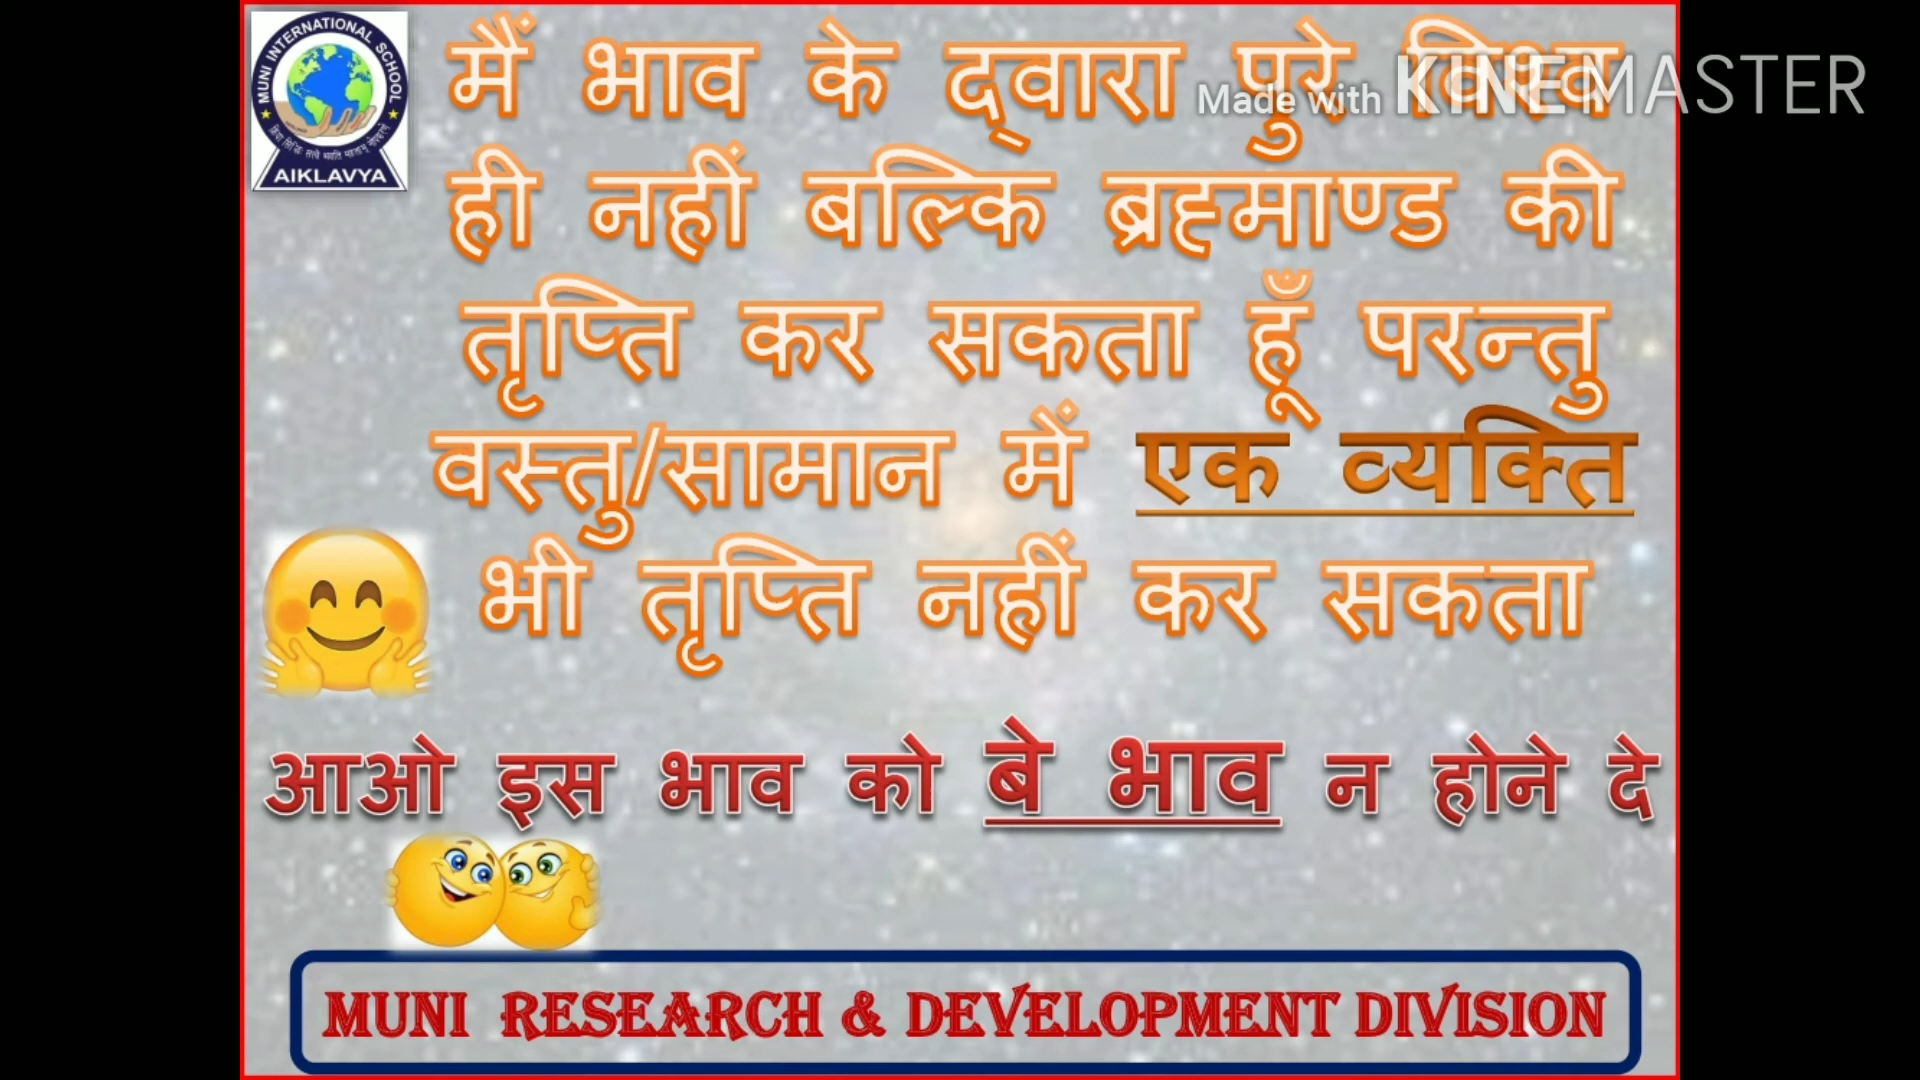 MUNI INTERNATIONAL SCHOOL
AIKLAVYA
मैं भाव के द्वारा पुरे विश्व
Made with KINEMASTER
ही नहीं बल्कि ब्रह्माण्ड की
तृप्ति कर सकता हूँ परन्तु
वस्तु/सामान में एक व्यक्ति
भी तृप्ति नहीं कर सकता
आओ इस भाव को बे भाव न होने दे
MUNI RESEARCH & DEVELOPMENT DIVISION